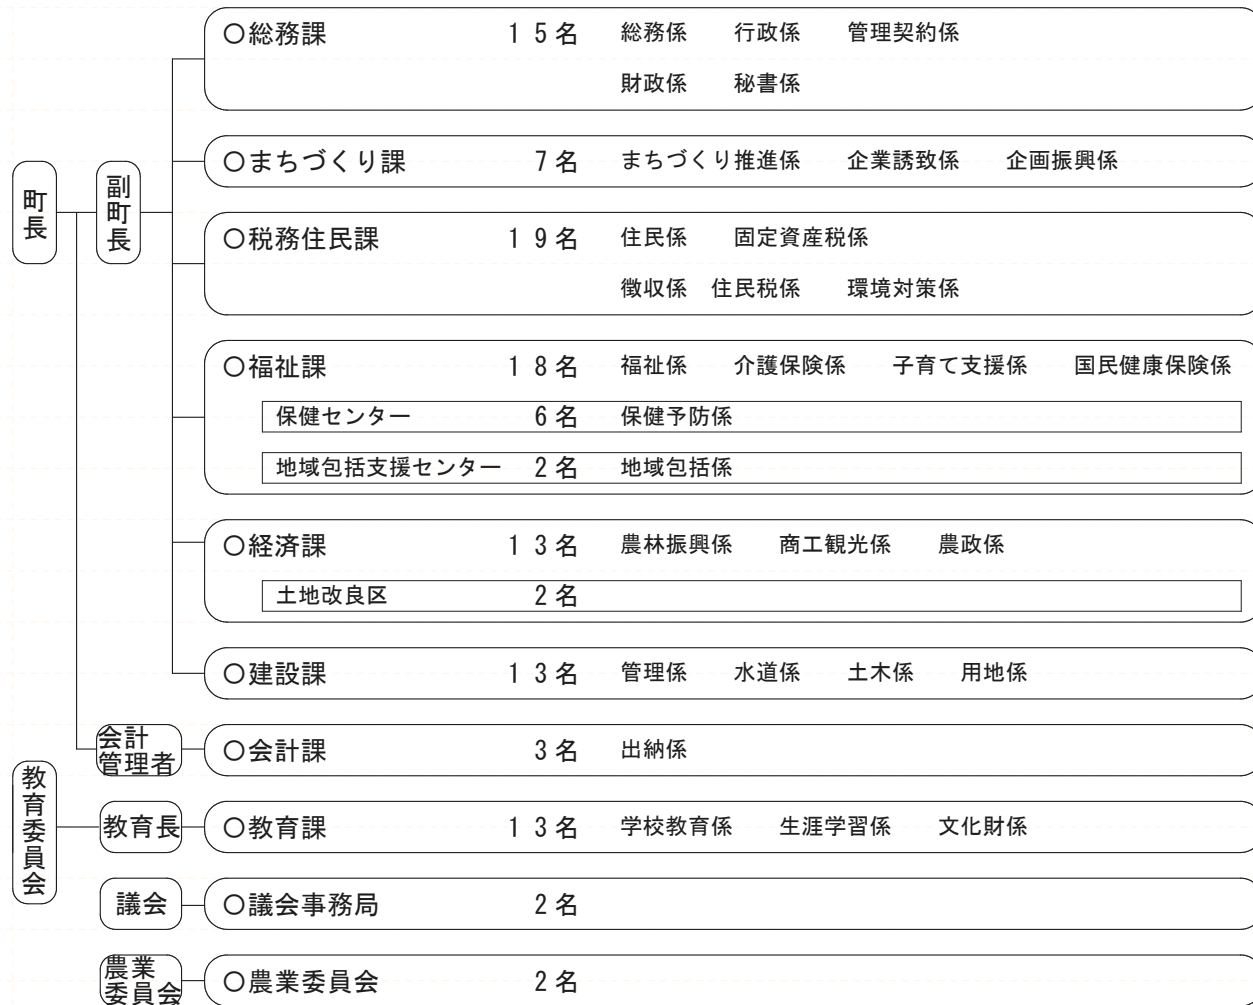 ○総務課 15名 総務係 行政係 管理契約係
財政係 秘書係
○まちづくり課 7名 まちづくり推進係 企業誘致係 企画振興係
町長
副町長
○税務住民課 19名 住民係 固定資産税係
徴収係 住民税係 環境対策係
○福祉課 18名 福祉係 介護保険係 子育て支援係 国民健康保険係
保健センター 6名 保健予防係
地域包括支援センター 2名 地域包括係
○経済課 13名 農林振興係 商工観光係 農政係
土地改良区 2名
○建設課 13名 管理係 水道係 土木係 用地係
会計
管理者
○会計課 3名 出納係
教育委員会
教育長 ○教育課 13名 学校教育係 生涯学習係 文化財係
議会 ○議会事務局 2名
農業
委員会
○農業委員会 2名